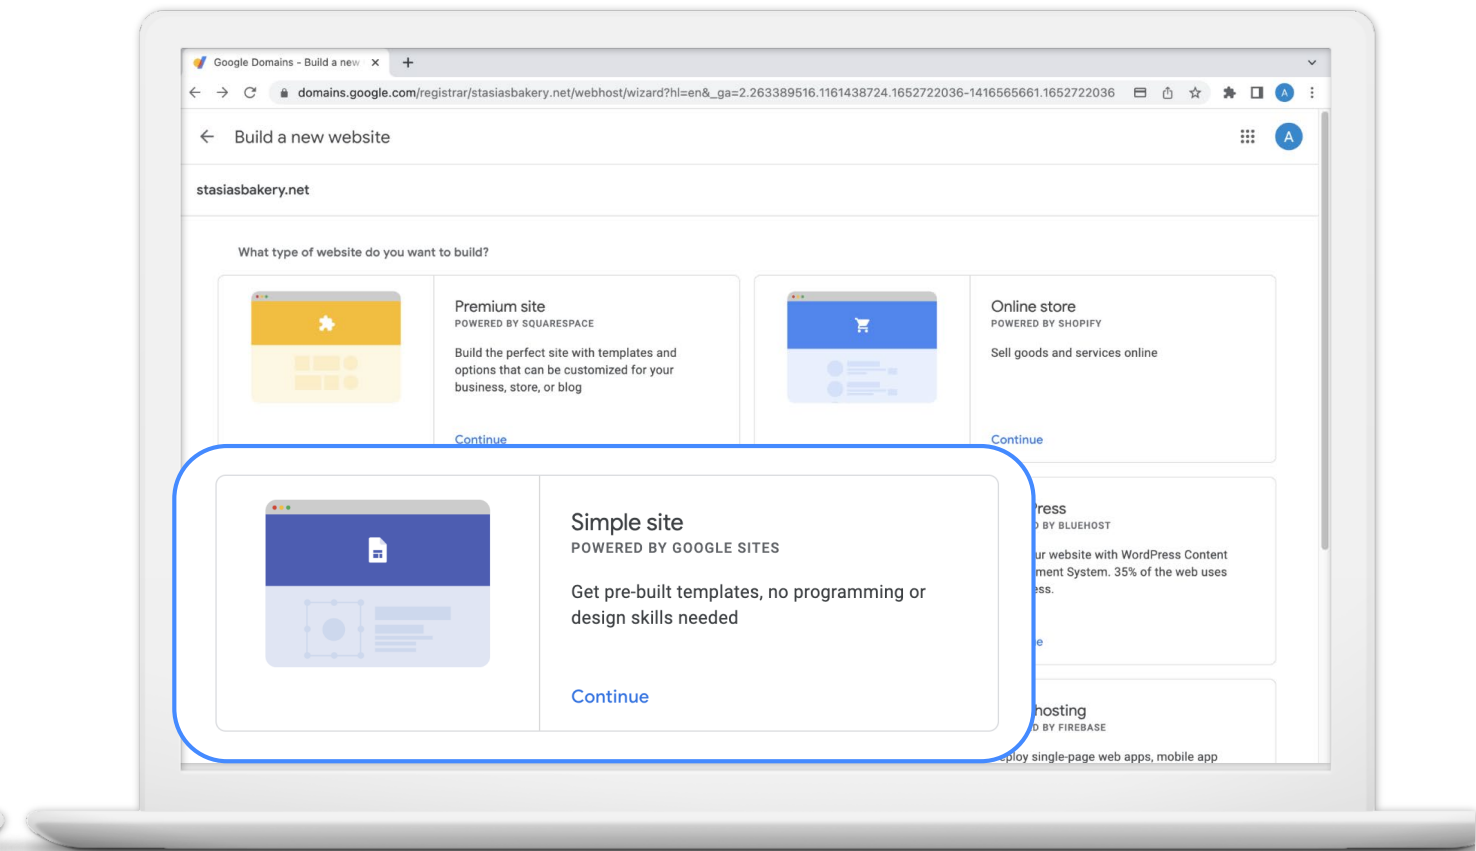 Google Domains - Build a new
domains.google.com/registrar/stasiasbakery.net/webhost/wizard?hl=en&_ga=2.263389516.1161438724.1652722036-1416565661.1652722036
A
Build a new website
A
stasiasbakery.net
What type of website do you want to build?
Premium site
POWERED BY SQUARESPACE
Build the perfect site with templates and
options that can be customized for your
business, store, or blog
Continue
Online store
POWERED BY SHOPIFY
Sell goods and services online
Continue
Simple site
POWERED BY GOOGLE SITES
Get pre-built templates, no programming or
design skills needed
Continue
BY BLUEHOST
website with WordPress Content
System. 35% of the web uses
hosting
BY FIREBASE
single-page web apps, mobile app